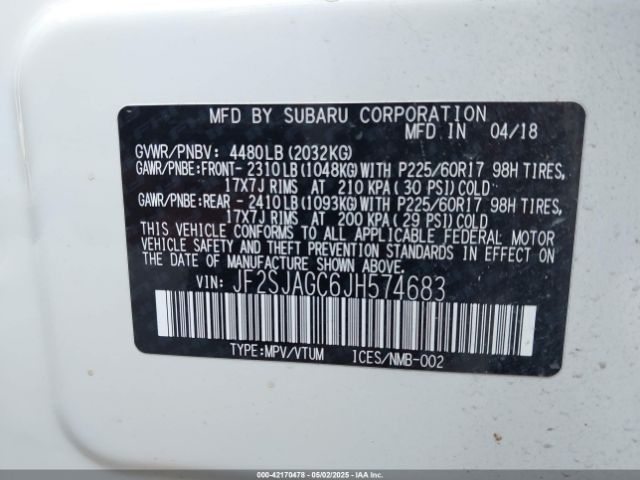 MFD BY SUBARU CORPORATION
MFD IN 04/18
GVWR/PNBV: 4480LB(2032KG)
GAWR/PNBE:FRONT- 2310LB(1048KG)WITH P225/60R17 98H TIRES,
17X7J RIMS AT 210 KPA( 30 PSI)COLD
GAWR/PNBE:REAR - 2410LB(1093KG)WITH P225/60R17 98H TIRES,
17X7J RIMS AT 200 KPA( 29 PSI)COLD
THIS VEHICLE CONFORMS TO ALL APPLICABLE FEDERAL MOTOR
VEHICLE SAFETY AND THEFT PREVENTION STANDARDS IN EFFECT ON
THE DATE OF MANUFACTURE SHOWN ABOVE.
VIN: JF2SJAGC6JH574683
TYPE:MPV/VTUM ICES/NMB-002
000-42170478 - 05/02/2025 - IAA Inc.